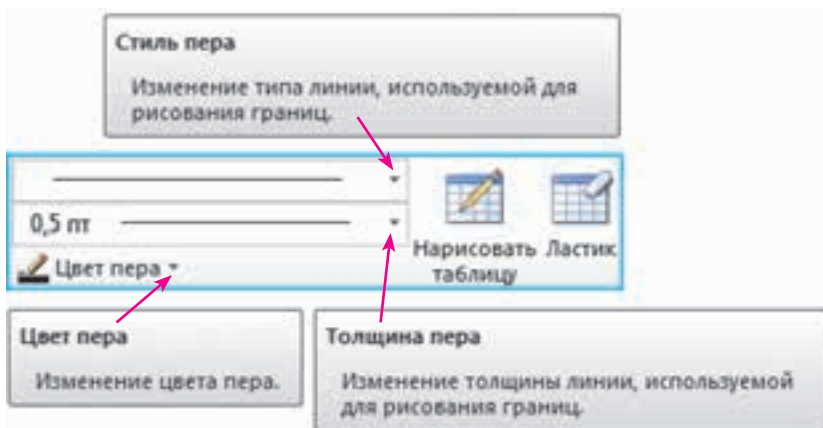 Стиль пера
Изменение типа линии, используемой для
рисования границ.
0,5 пт
Цвет пера
Нарисовать
таблицу
Ластик
Цвет пера
Изменение цвета пера.
Толщина пера
Изменение толщины линии, используемой
для рисования границ.